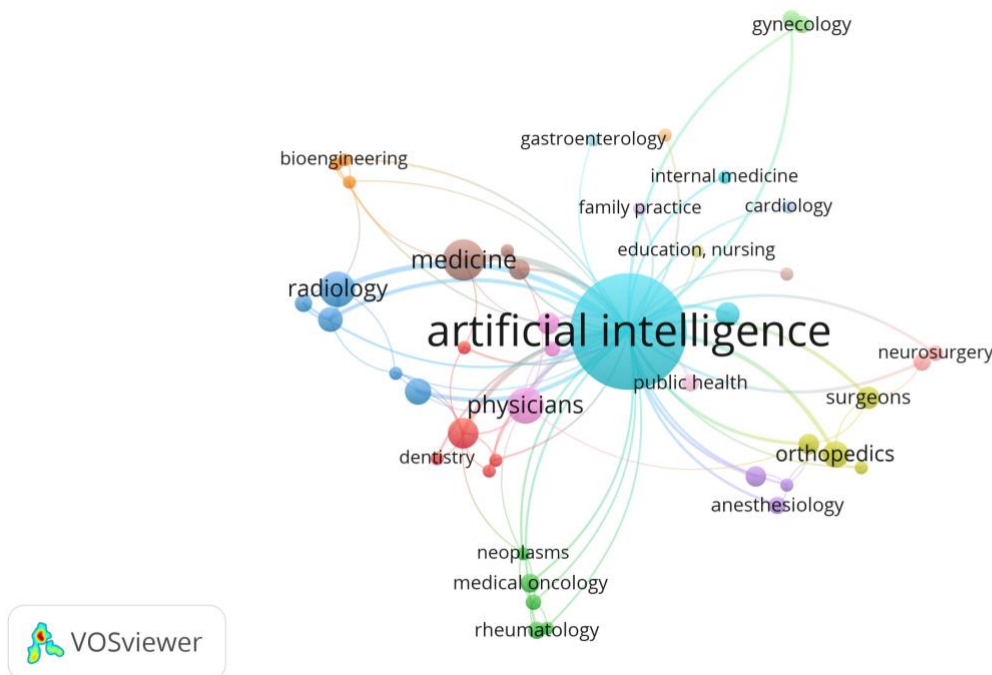 gynecology
gastroenterology
bioengineering
internal medicine
family practice
cardiology
education, nursing
medicine
radiology
artificial intelligence
neurosurgery
public health
surgeons
physicians
orthopedics
dentistry
anesthesiology
neoplasms
medical oncology
rheumatology
VOSviewer